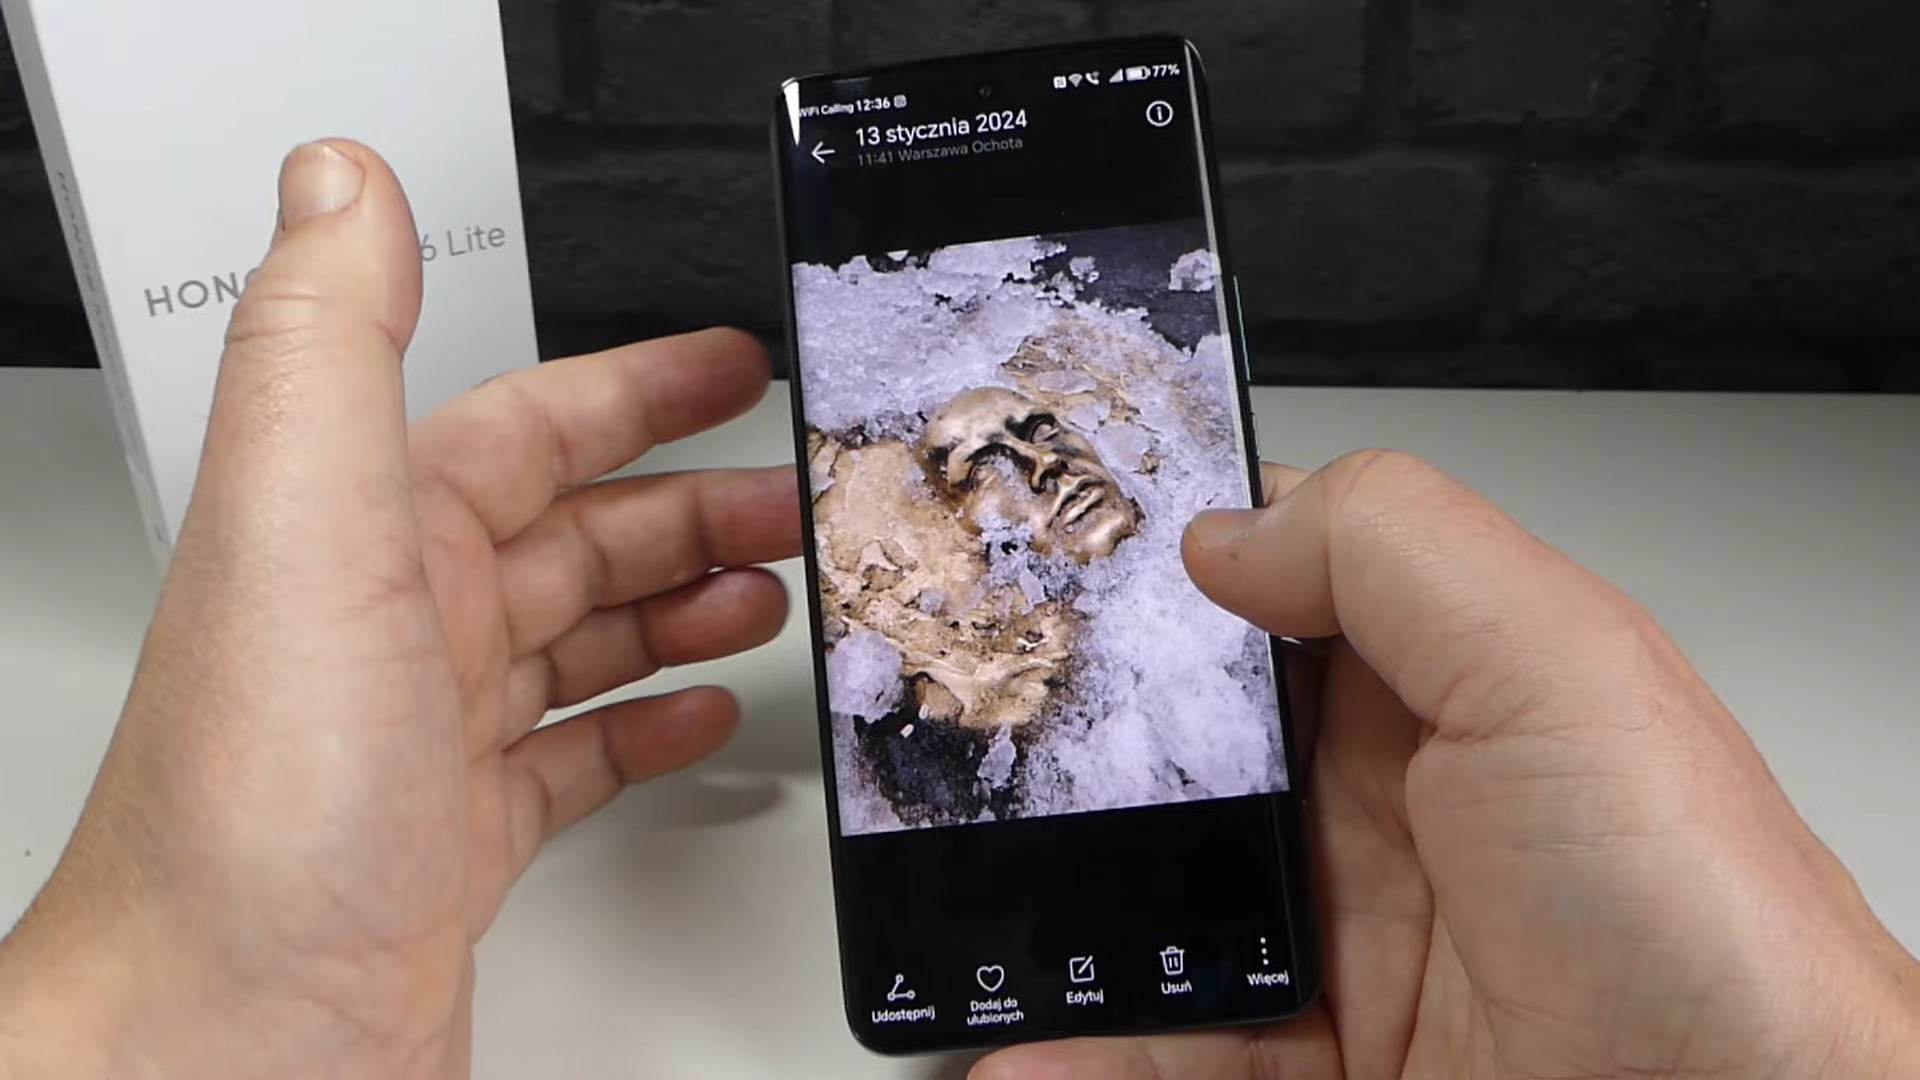 HON
6 Lite
WiFi Calling 12:36
77%
13 stycznia 2024
11:41 Warszawa Ochota
Udostępnij
Dodaj do
ulubionych
Edytuj
Usuń
Więcej